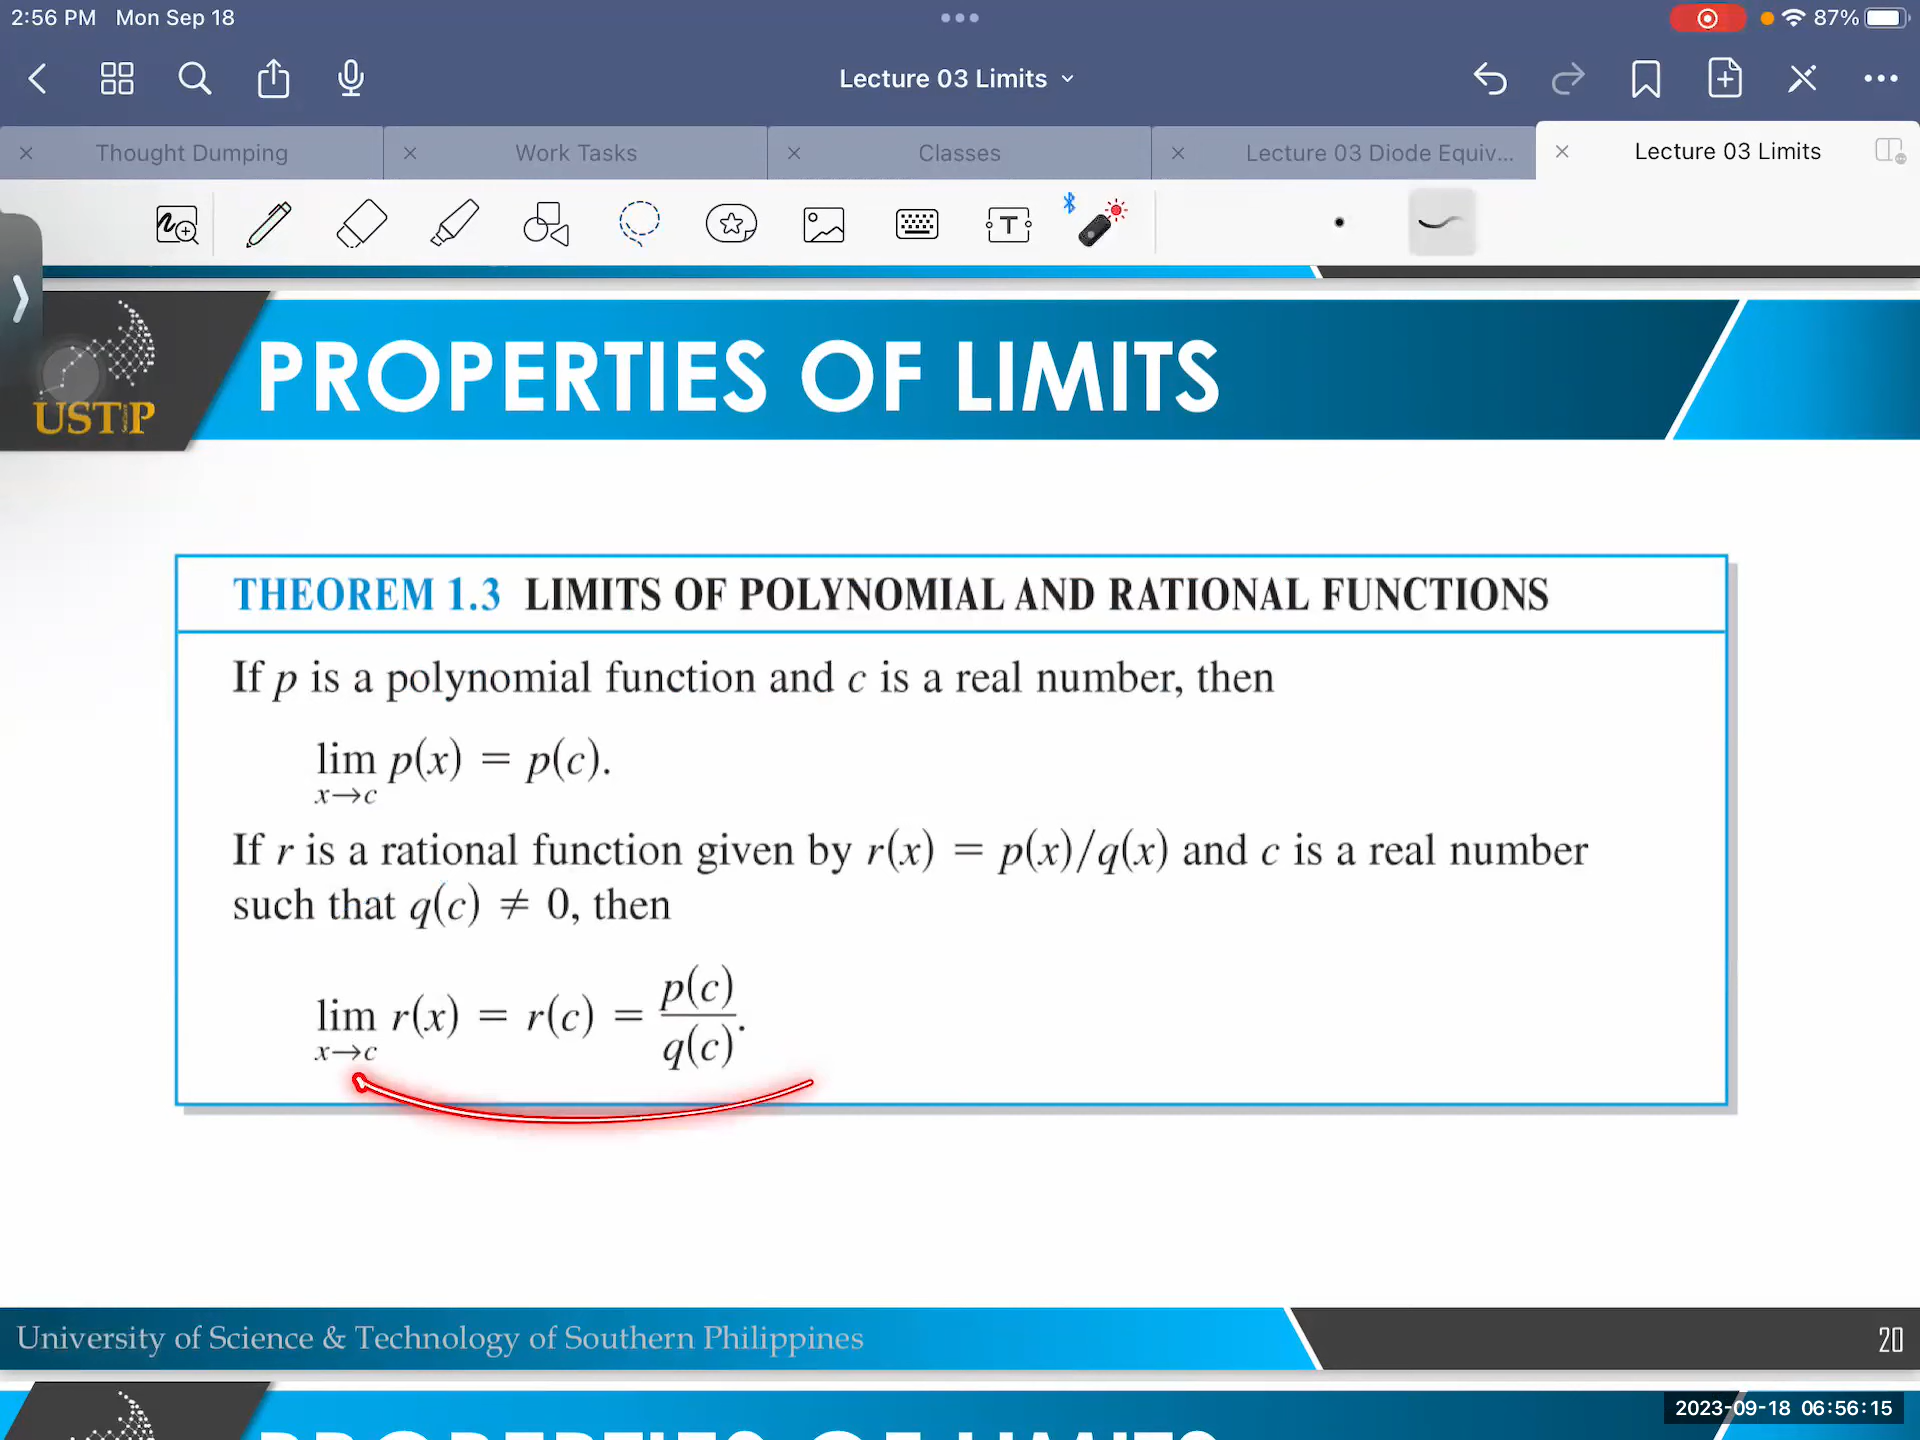 2:56 PM Mon Sep 18
87%
Lecture 03 Limits
Thought Dumping
Work Tasks
Classes
Lecture 03 Diode Equiv...
Lecture 03 Limits
T
USTP
PROPERTIES OF LIMITS
THEOREM 1.3 LIMITS OF POLYNOMIAL AND RATIONAL FUNCTIONS
If p is a polynomial function and c is a real number, then
lim p(x) = p(c).
x→c
If r is a rational function given by r(x) = p(x)/q(x) and c is a real number
such that q(c) ≠ 0, then
lim r(x) = r(c) = p(c)/q(c).
x→c
University of Science & Technology of Southern Philippines
20
PROPERTIES OF LIMITS
2023-09-18 06:56:15